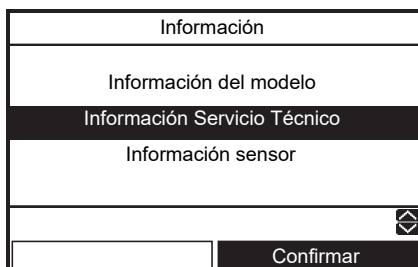 Información
Información del modelo
Información Servicio Técnico
Información sensor
Confirmar